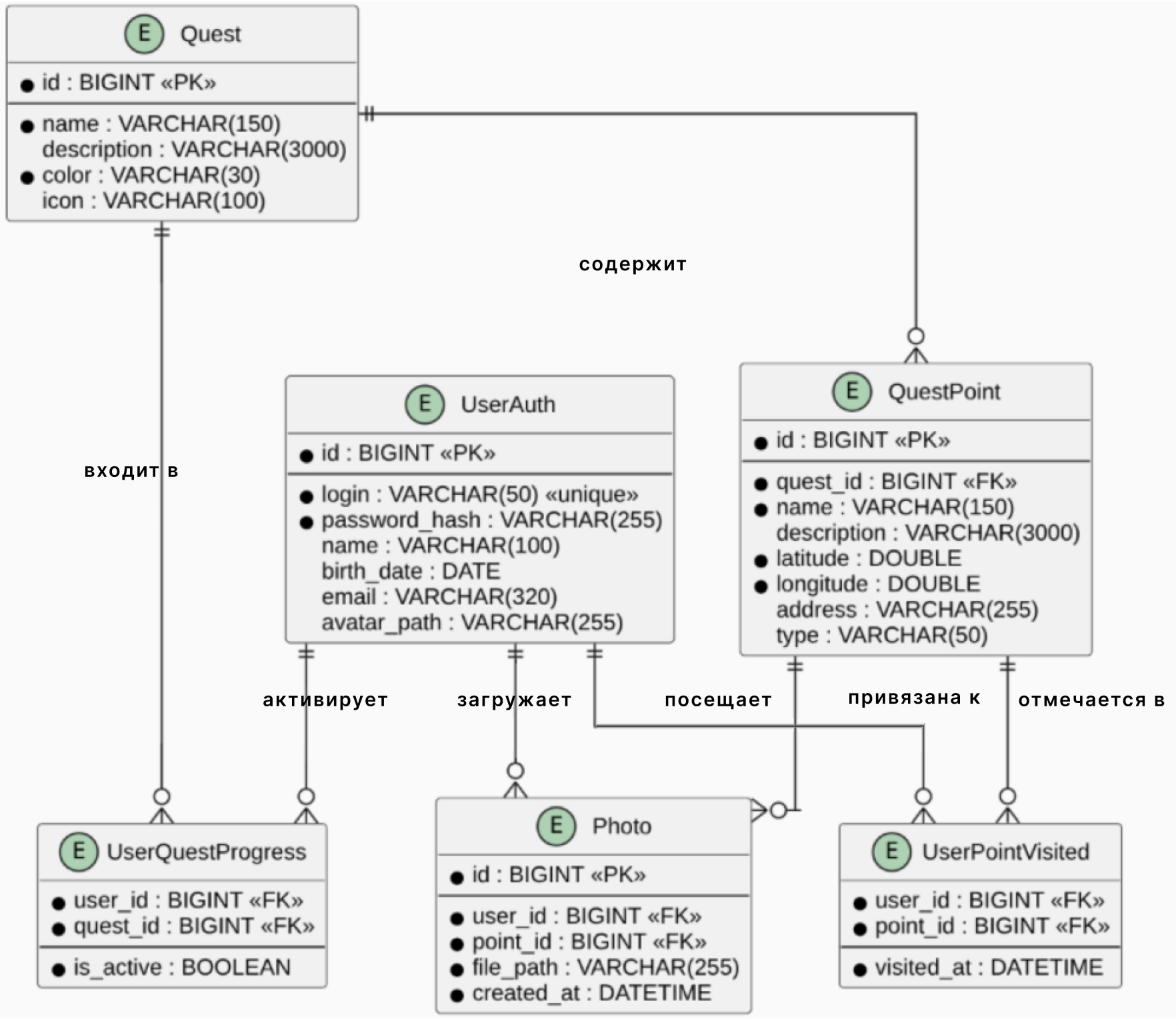 E Quest
id : BIGINT «PK»
name : VARCHAR(150)
description : VARCHAR(3000)
color : VARCHAR(30)
icon : VARCHAR(100)
содержит
E UserAuth
id : BIGINT «PK»
login : VARCHAR(50) «unique»
password_hash : VARCHAR(255)
name : VARCHAR(100)
birth_date : DATE
email : VARCHAR(320)
avatar_path : VARCHAR(255)
E QuestPoint
id : BIGINT «PK»
quest_id : BIGINT «FK»
name : VARCHAR(150)
description : VARCHAR(3000)
latitude : DOUBLE
longitude : DOUBLE
address : VARCHAR(255)
type : VARCHAR(50)
входит в
активирует
загружает
посещает
привязана к
отмечается в
E UserQuestProgress
user_id : BIGINT «FK»
quest_id : BIGINT «FK»
is_active : BOOLEAN
E Photo
id : BIGINT «PK»
user_id : BIGINT «FK»
point_id : BIGINT «FK»
file_path : VARCHAR(255)
created_at : DATETIME
E UserPointVisited
user_id : BIGINT «FK»
point_id : BIGINT «FK»
visited_at : DATETIME